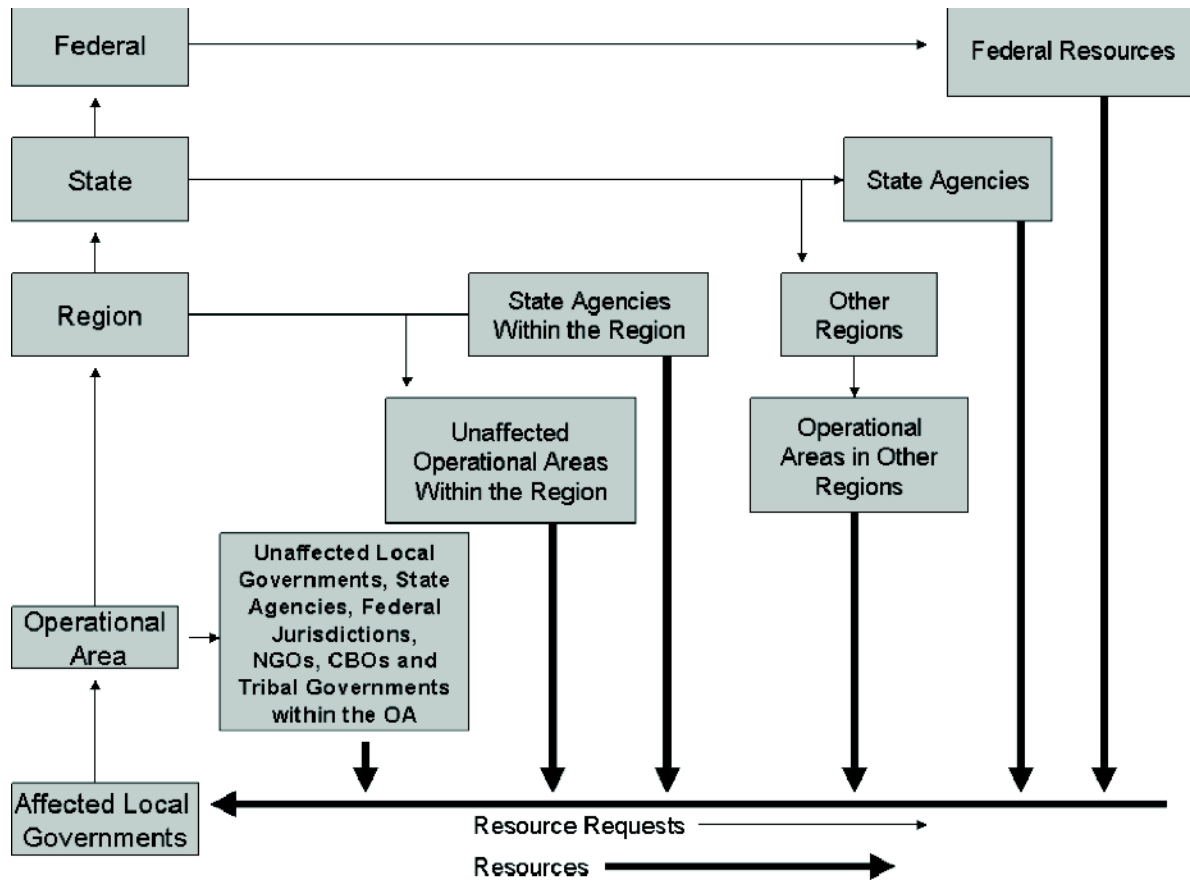 Federal
Federal Resources
State
State Agencies
Region
State Agencies
Within the Region
Other
Regions
Unaffected
Operational Areas
Within the Region
Operational
Areas in Other
Regions
Operational
Area
Unaffected Local
Governments, State
Agencies, Federal
Jurisdictions,
NGOs, CBOs and
Tribal Governments
within the OA
Affected Local
Governments
Resource Requests
Resources